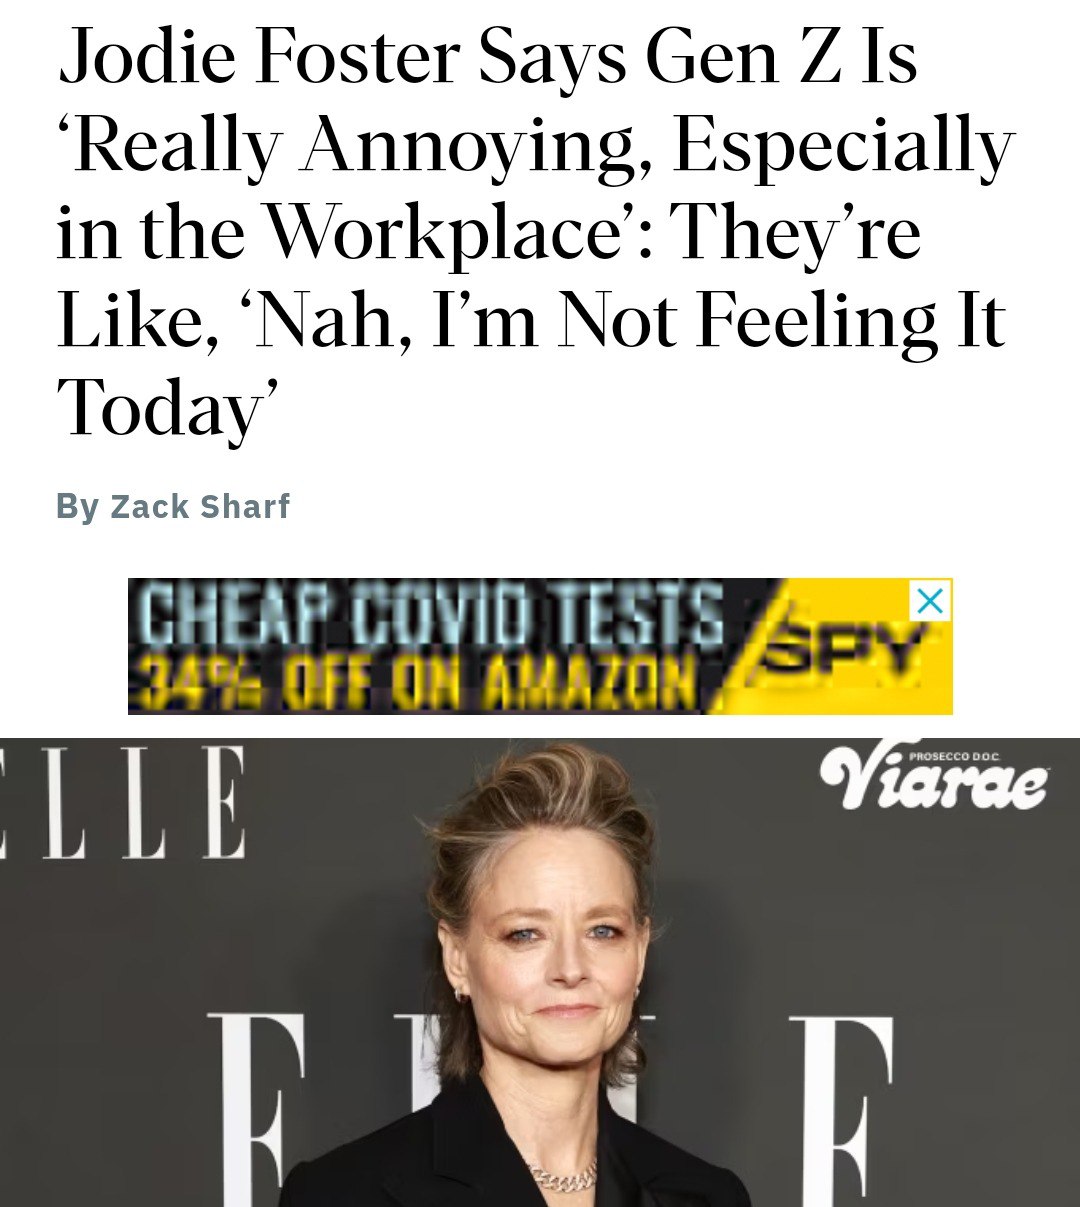 Jodie Foster Says Gen Z Is
‘Really Annoying, Especially
in the Workplace’: They’re
Like, ‘Nah, I’m Not Feeling It
Today’
By Zack Sharf
CHEAP COVID TESTS
34% OFF ON AMAZON
SPY
ELLE
PROSECCO D.O.C.
Viarae
E L L E